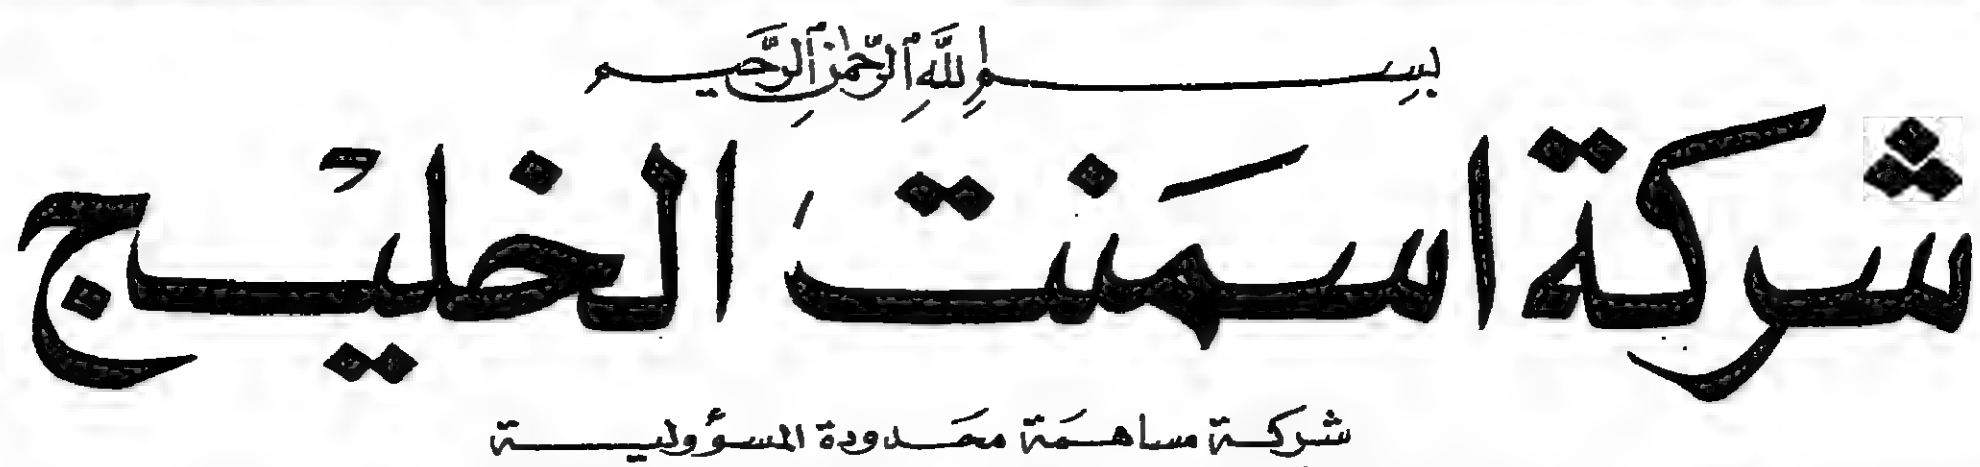 بسم الله الرحمن الرحيم
شركة اسمنت الخليج
شركة مساهمة محدودة المسؤولية